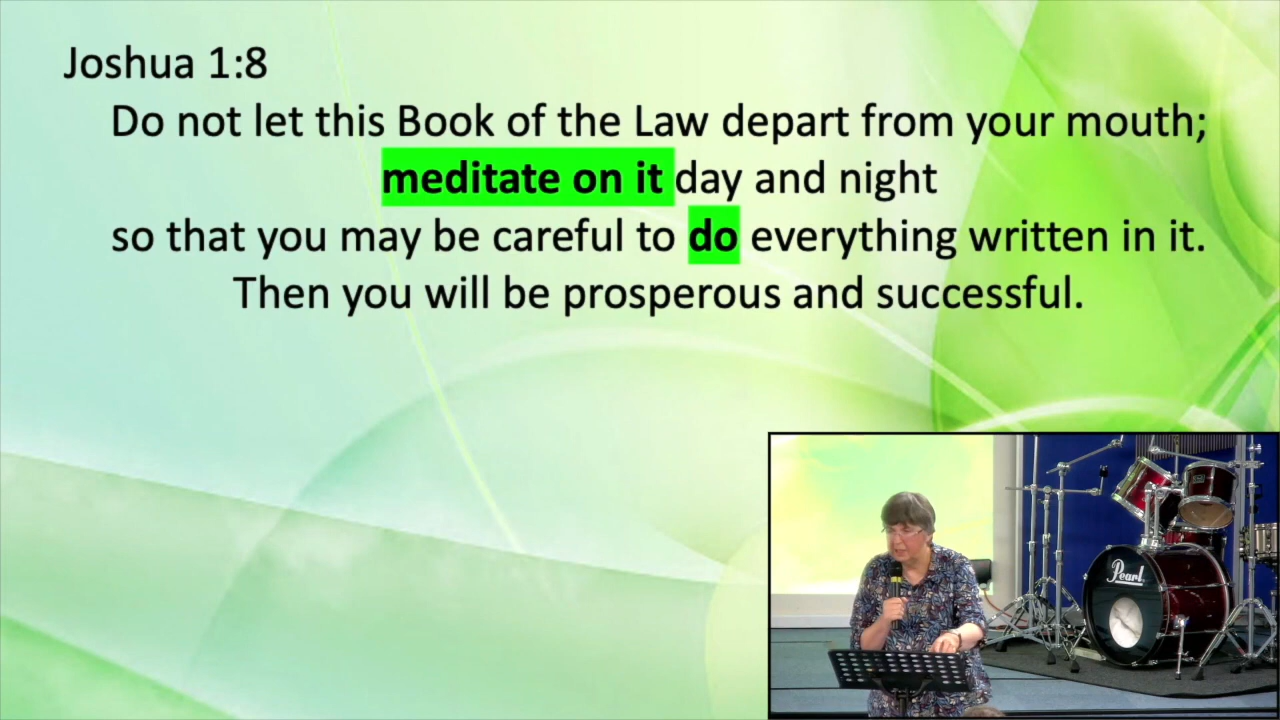 Joshua 1:8
Do not let this Book of the Law depart from your mouth;
meditate on it day and night
so that you may be careful to do everything written in it.
Then you will be prosperous and successful.
Pearl